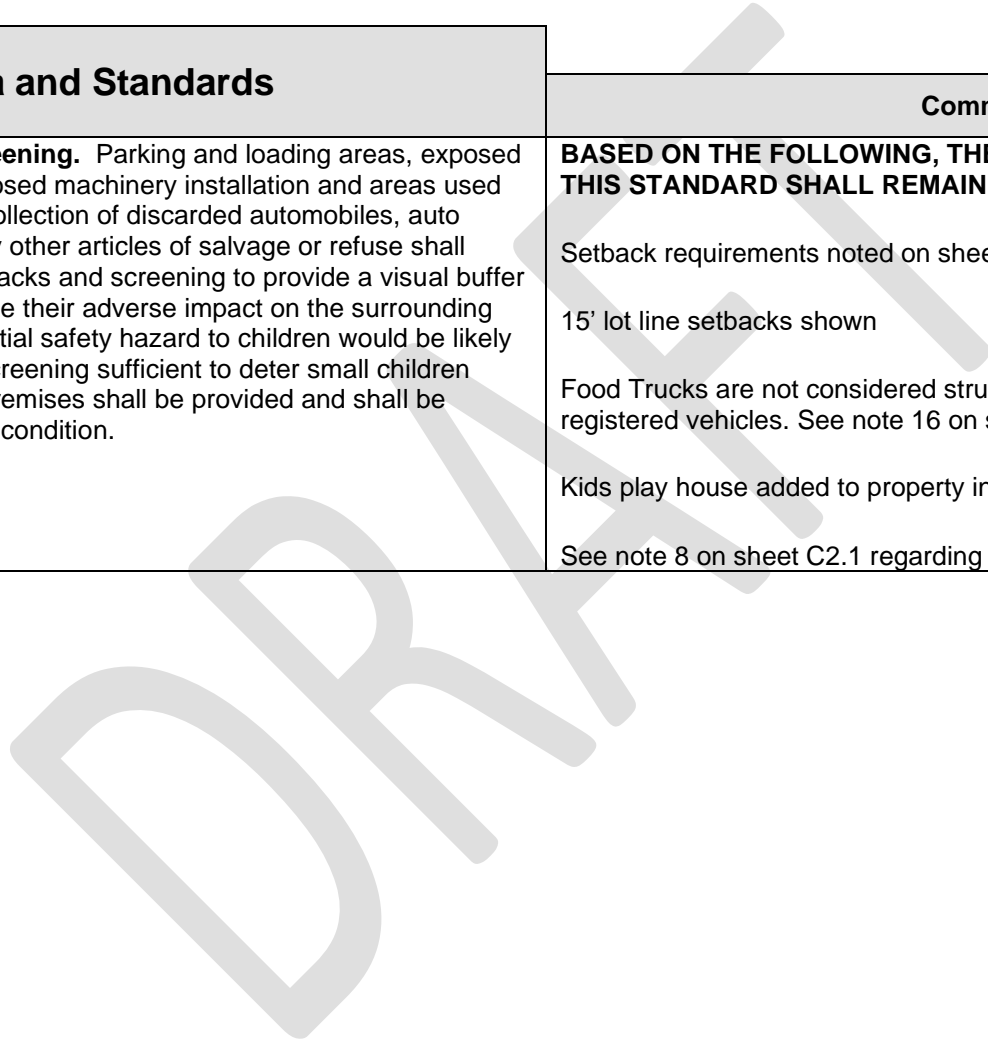 a and Standards
Comm
eening. Parking and loading areas, exposed
osed machinery installation and areas used
ollection of discarded automobiles, auto
y other articles of salvage or refuse shall
acks and screening to provide a visual buffer
e their adverse impact on the surrounding
tial safety hazard to children would be likely
creening sufficient to deter small children
remises shall be provided and shall be
condition.
BASED ON THE FOLLOWING, THE
THIS STANDARD SHALL REMAIN
Setback requirements noted on shee
15’ lot line setbacks shown
Food Trucks are not considered stru
registered vehicles. See note 16 on s
Kids play house added to property in
See note 8 on sheet C2.1 regarding
DRAFT